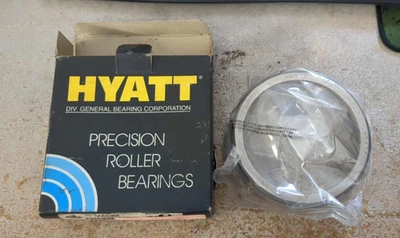 HYATT
DIV. GENERAL BEARING CORPORATION
PRECISION
ROLLER
BEARINGS